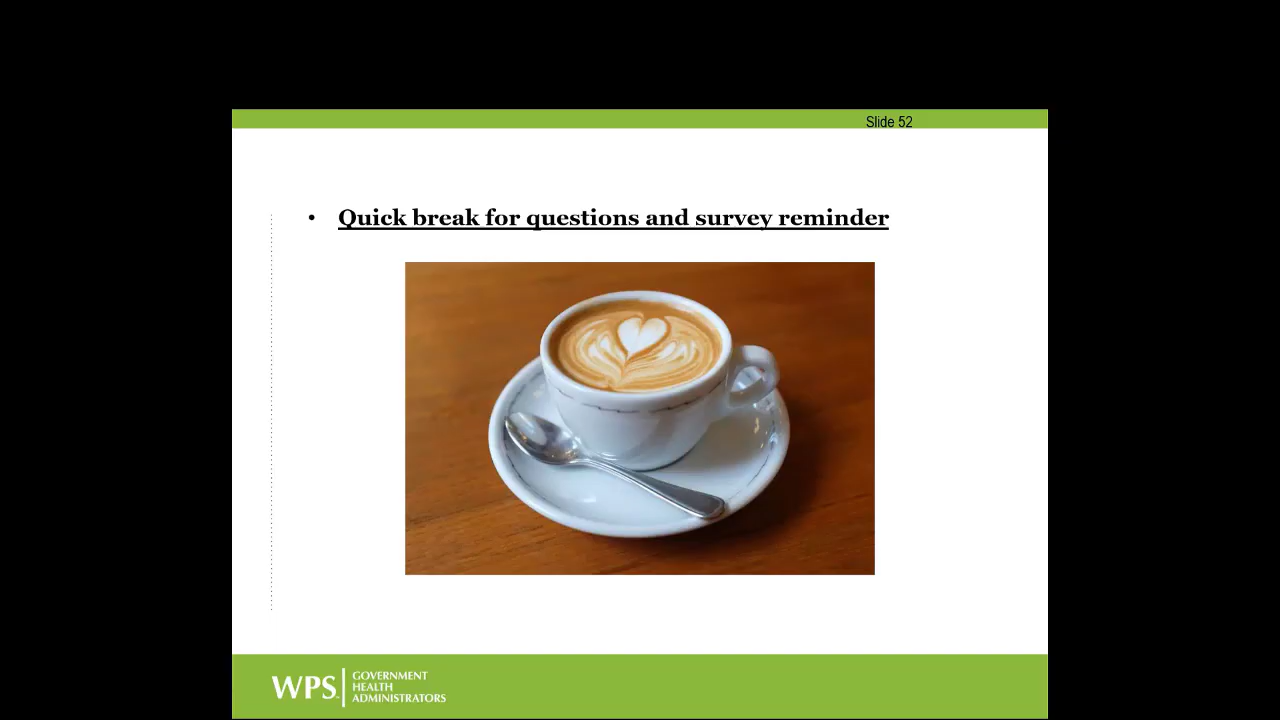 Slide 52
• Quick break for questions and survey reminder
WPS
GOVERNMENT
HEALTH
ADMINISTRATORS